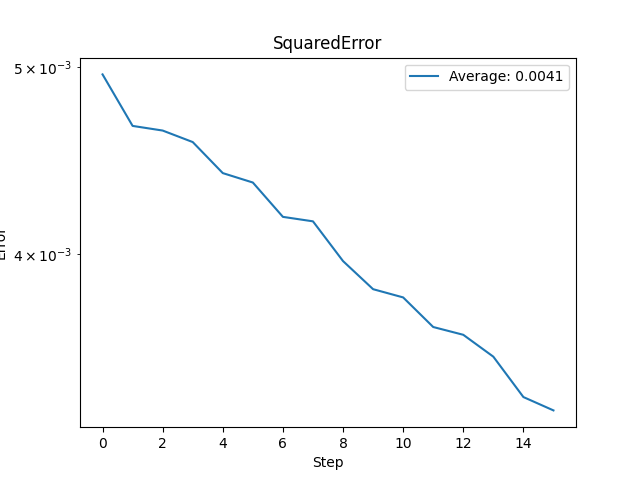 SquaredError
Average: 0.0041
5 × 10⁻³
4 × 10⁻³
Error
0 2 4 6 8 10 12 14
Step